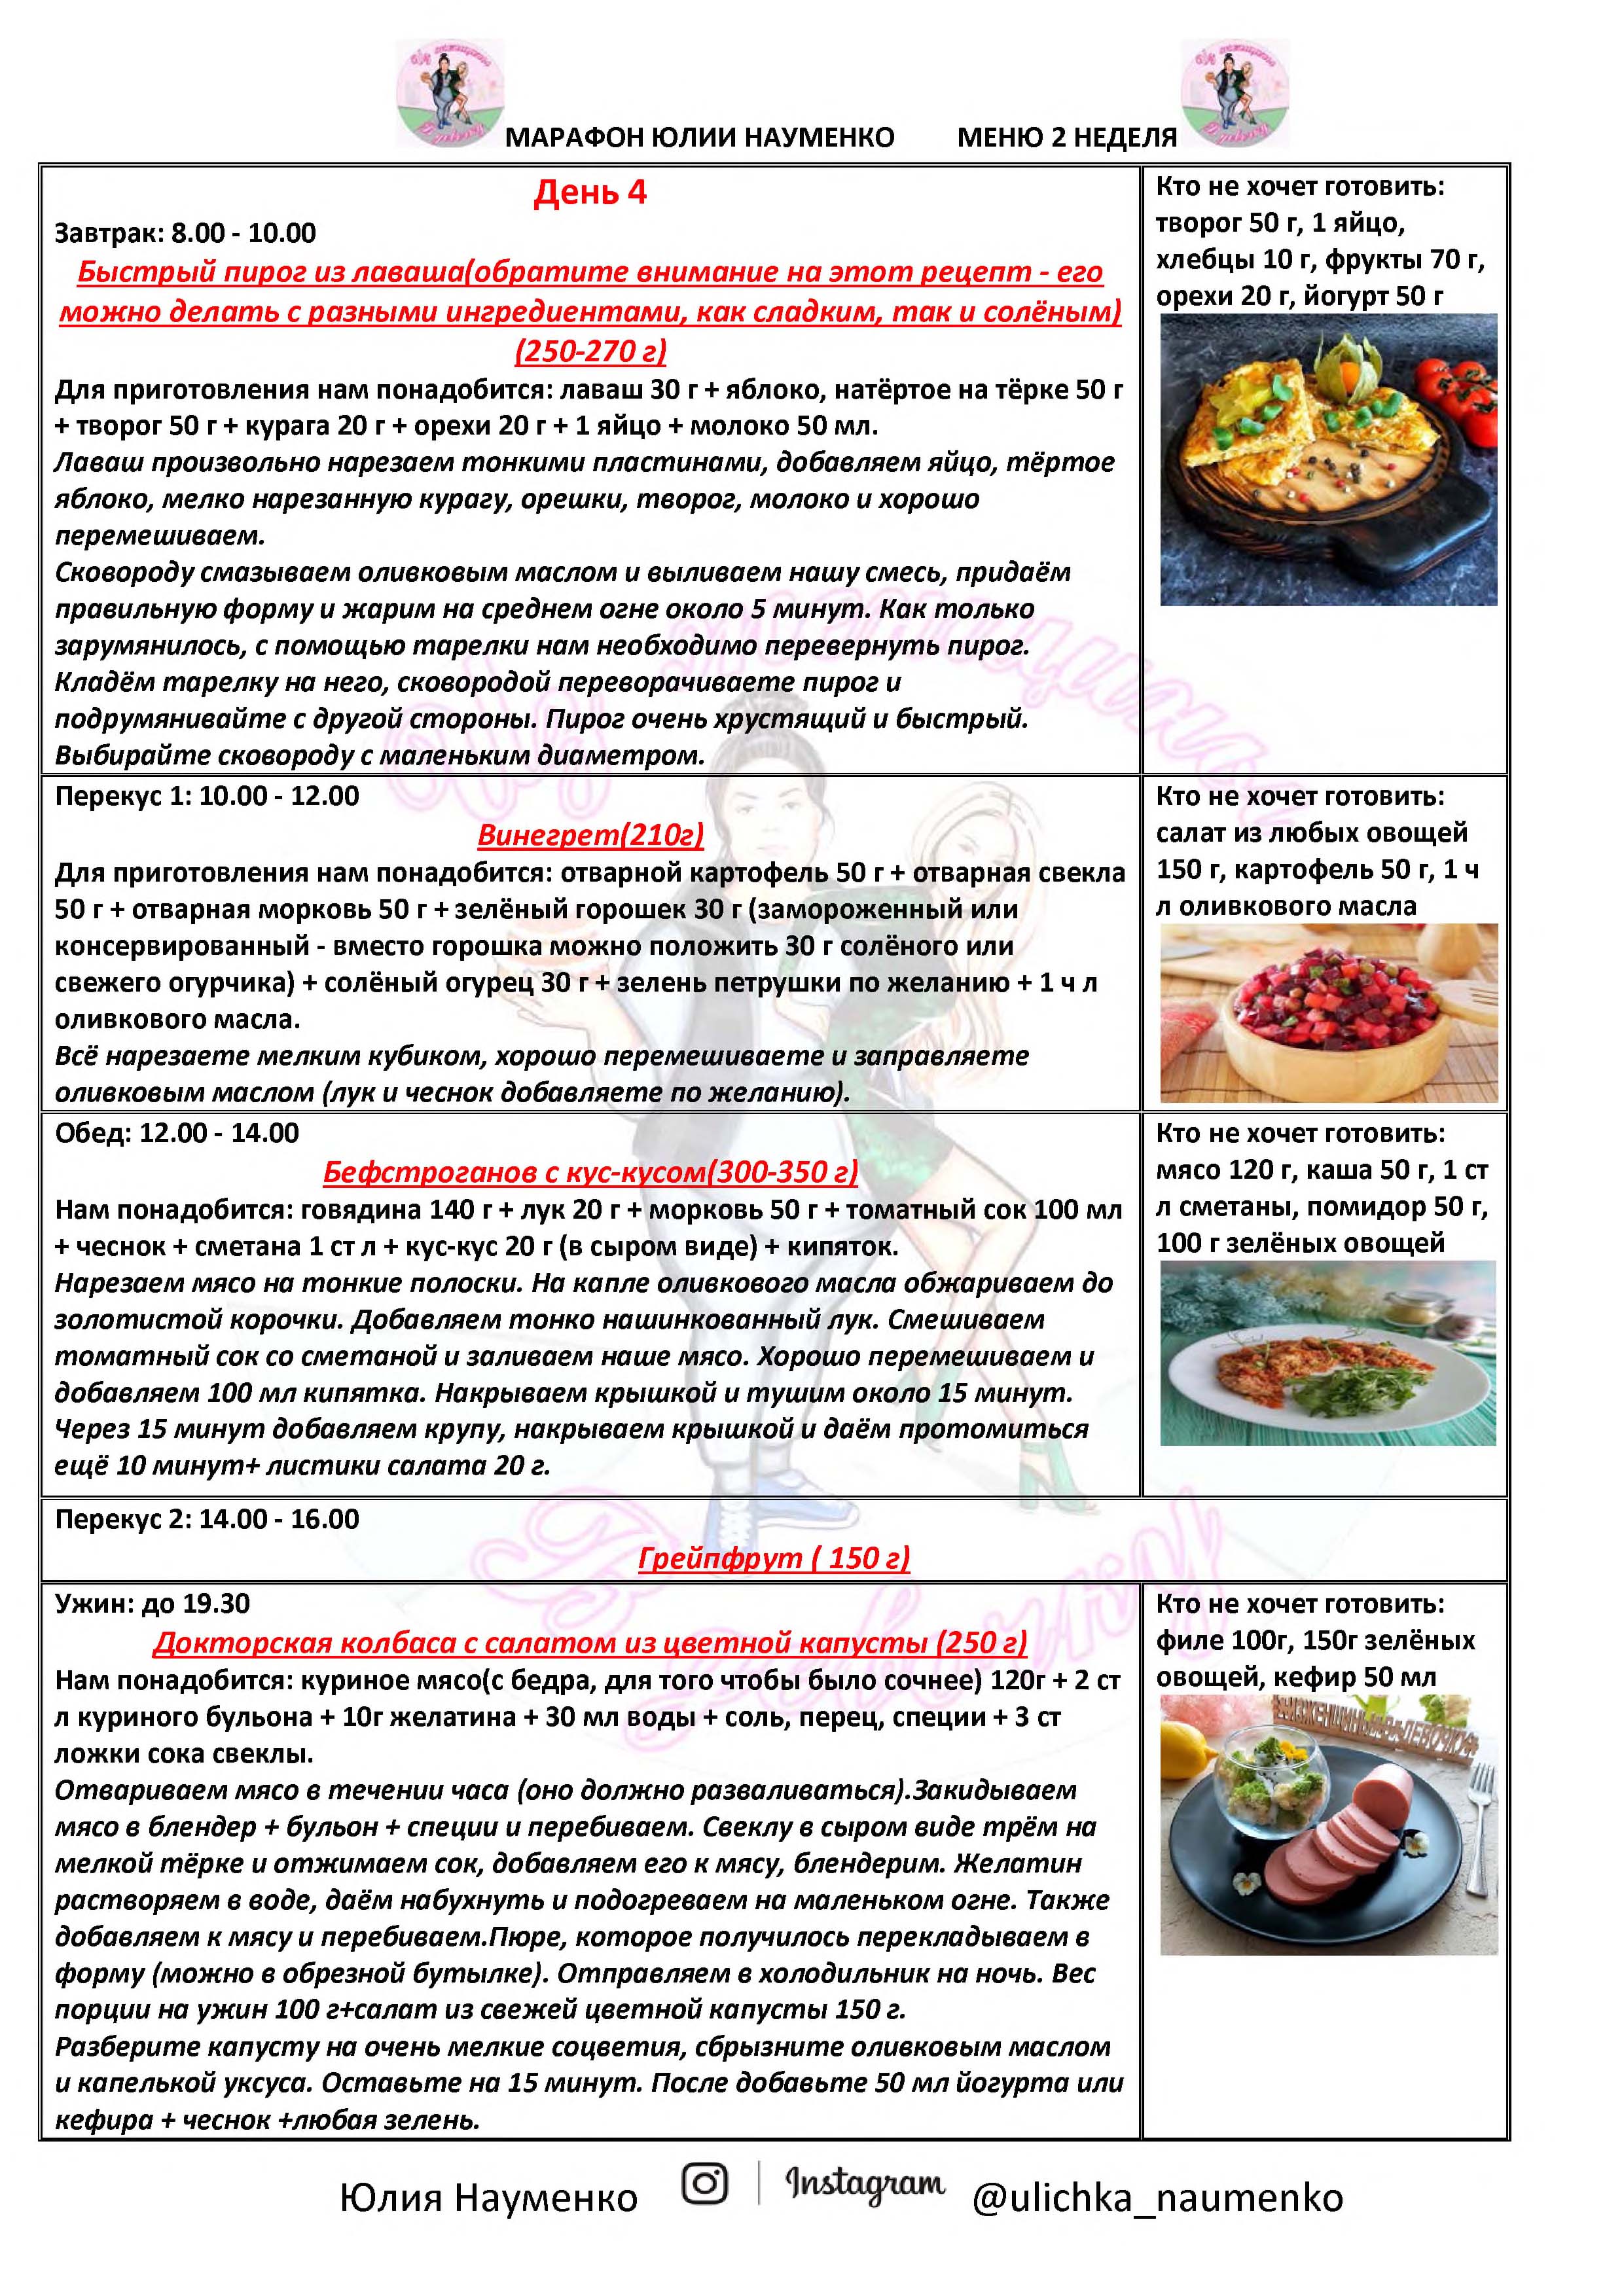 МАРАФОН ЮЛИИ НАУМЕНКО МЕНЮ 2 НЕДЕЛЯ
День 4
Завтрак: 8.00 - 10.00
Быстрый пирог из лаваша(обратите внимание на этот рецепт - его
можно делать с разными ингредиентами, как сладким, так и солёным)
(250-270 г)
Для приготовления нам понадобится: лаваш 30 г + яблоко, натёртое на тёрке 50 г
+ творог 50 г + курага 20 г + орехи 20 г + 1 яйцо + молоко 50 мл.
Лаваш произвольно нарезаем тонкими пластинами, добавляем яйцо, тёртое
яблоко, мелко нарезанную курагу, орешки, творог, молоко и хорошо
перемешиваем.
Сковороду смазываем оливковым маслом и выливаем нашу смесь, придаём
правильную форму и жарим на среднем огне около 5 минут. Как только
зарумянилось, с помощью тарелки нам необходимо перевернуть пирог.
Кладём тарелку на него, сковородой переворачиваете пирог и
подрумянивайте с другой стороны. Пирог очень хрустящий и быстрый.
Выбирайте сковороду с маленьким диаметром.
Кто не хочет готовить:
творог 50 г, 1 яйцо,
хлебцы 10 г, фрукты 70 г,
орехи 20 г, йогурт 50 г
Перекус 1: 10.00 - 12.00
Винегрет(210г)
Для приготовления нам понадобится: отварной картофель 50 г + отварная свекла
50 г + отварная морковь 50 г + зелёный горошек 30 г (замороженный или
консервированный - вместо горошка можно положить 30 г солёного или
свежего огурчика) + солёный огурец 30 г + зелень петрушки по желанию + 1 ч л
оливкового масла.
Всё нарезаете мелким кубиком, хорошо перемешиваете и заправляете
оливковым маслом (лук и чеснок добавляете по желанию).
Кто не хочет готовить:
салат из любых овощей
150 г, картофель 50 г, 1 ч
л оливкового масла
Обед: 12.00 - 14.00
Бефстроганов с кус-кусом(300-350 г)
Нам понадобится: говядина 140 г + лук 20 г + морковь 50 г + томатный сок 100 мл
+ чеснок + сметана 1 ст л + кус-кус 20 г (в сыром виде) + кипяток.
Нарезаем мясо на тонкие полоски. На капле оливкового масла обжариваем до
золотистой корочки. Добавляем тонко нашинкованный лук. Смешиваем
томатный сок со сметаной и заливаем наше мясо. Хорошо перемешиваем и
добавляем 100 мл кипятка. Накрываем крышкой и тушим около 15 минут.
Через 15 минут добавляем крупу, накрываем крышкой и даём протомиться
ещё 10 минут+ листики салата 20 г.
Кто не хочет готовить:
мясо 120 г, каша 50 г, 1 ст
л сметаны, помидор 50 г,
100 г зелёных овощей
Перекус 2: 14.00 - 16.00
Грейпфрут ( 150 г)
Ужин: до 19.30
Докторская колбаса с салатом из цветной капусты (250 г)
Нам понадобится: куриное мясо(с бедра, для того чтобы было сочнее) 120г + 2 ст
л куриного бульона + 10г желатина + 30 мл воды + соль, перец, специи + 3 ст
ложки сока свеклы.
Отвариваем мясо в течении часа (оно должно разваливаться).Закидываем
мясо в блендер + бульон + специи и перебиваем. Свеклу в сыром виде трём на
мелкой тёрке и отжимаем сок, добавляем его к мясу, блендерим. Желатин
растворяем в воде, даём набухнуть и подогреваем на маленьком огне. Также
добавляем к мясу и перебиваем.Пюре, которое получилось перекладываем в
форму (можно в обрезной бутылке). Отправляем в холодильник на ночь. Вес
порции на ужин 100 г+салат из свежей цветной капусты 150 г.
Разберите капусту на очень мелкие соцветия, сбрызните оливковым маслом
и капелькой уксуса. Оставьте на 15 минут. После добавьте 50 мл йогурта или
кефира + чеснок +любая зелень.
Кто не хочет готовить:
филе 100г, 150г зелёных
овощей, кефир 50 мл
Из женщины
В девочку
Юлия Науменко Instagram @ulichka_naumenko